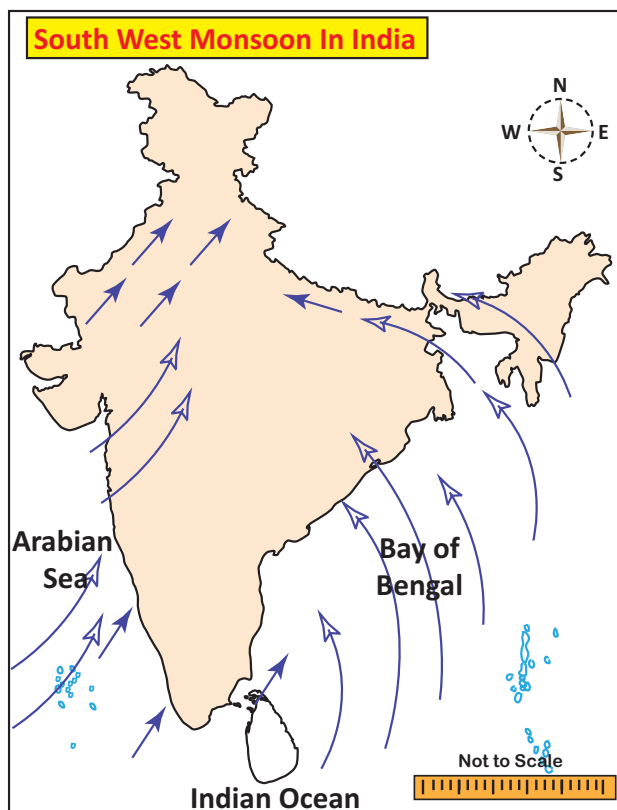 South West Monsoon In India
N
W E
S
Arabian
Sea
Bay of
Bengal
Not to Scale
Indian Ocean